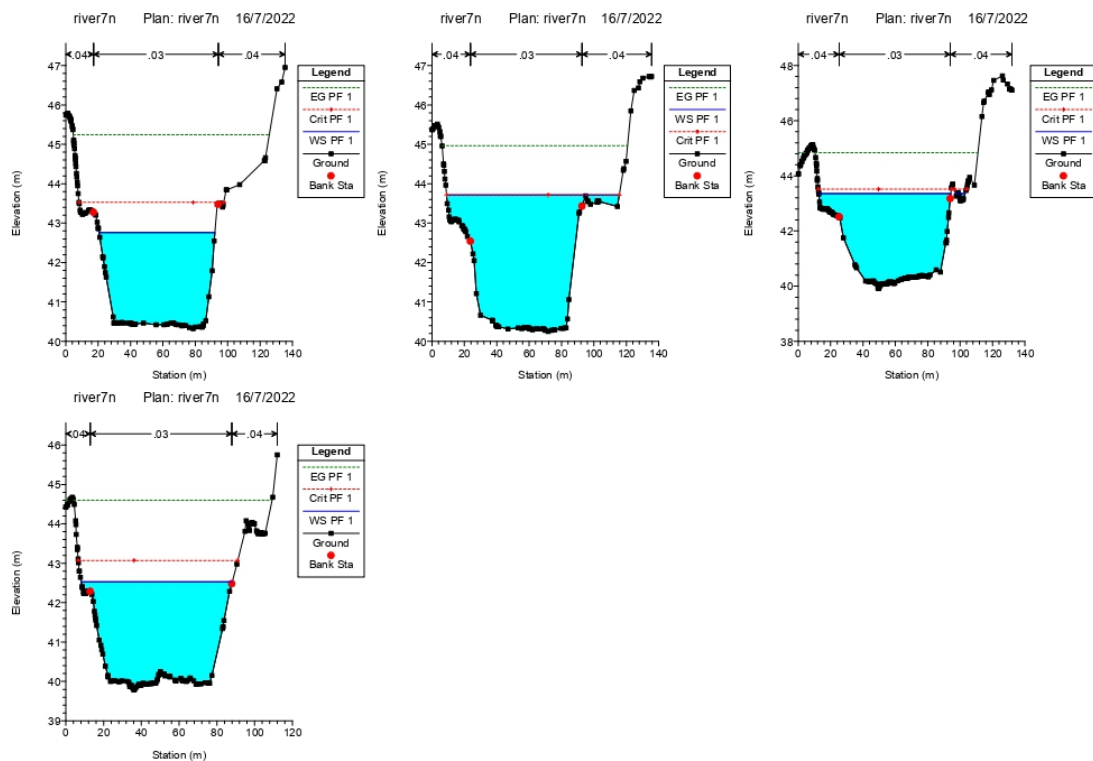 river7n Plan: river7n 16/7/2022
.04 .03 .04
47
46
45
44
43
42
41
40
0 20 40 60 80 100 120 140
Elevation (m)
Station (m)
Legend
EG PF 1
Crit PF 1
WS PF 1
Ground
Bank Sta
river7n Plan: river7n 16/7/2022
.04 .03 .04
47
46
45
44
43
42
41
40
0 20 40 60 80 100 120 140
Elevation (m)
Station (m)
Legend
EG PF 1
WS PF 1
Crit PF 1
Ground
Bank Sta
river7n Plan: river7n 16/7/2022
.04 .03 .04
48
46
44
42
40
38
0 20 40 60 80 100 120 140
Elevation (m)
Station (m)
Legend
EG PF 1
Crit PF 1
WS PF 1
Ground
Bank Sta
river7n Plan: river7n 16/7/2022
.04 .03 .04
46
45
44
43
42
41
40
39
0 20 40 60 80 100 120
Elevation (m)
Station (m)
Legend
EG PF 1
Crit PF 1
WS PF 1
Ground
Bank Sta